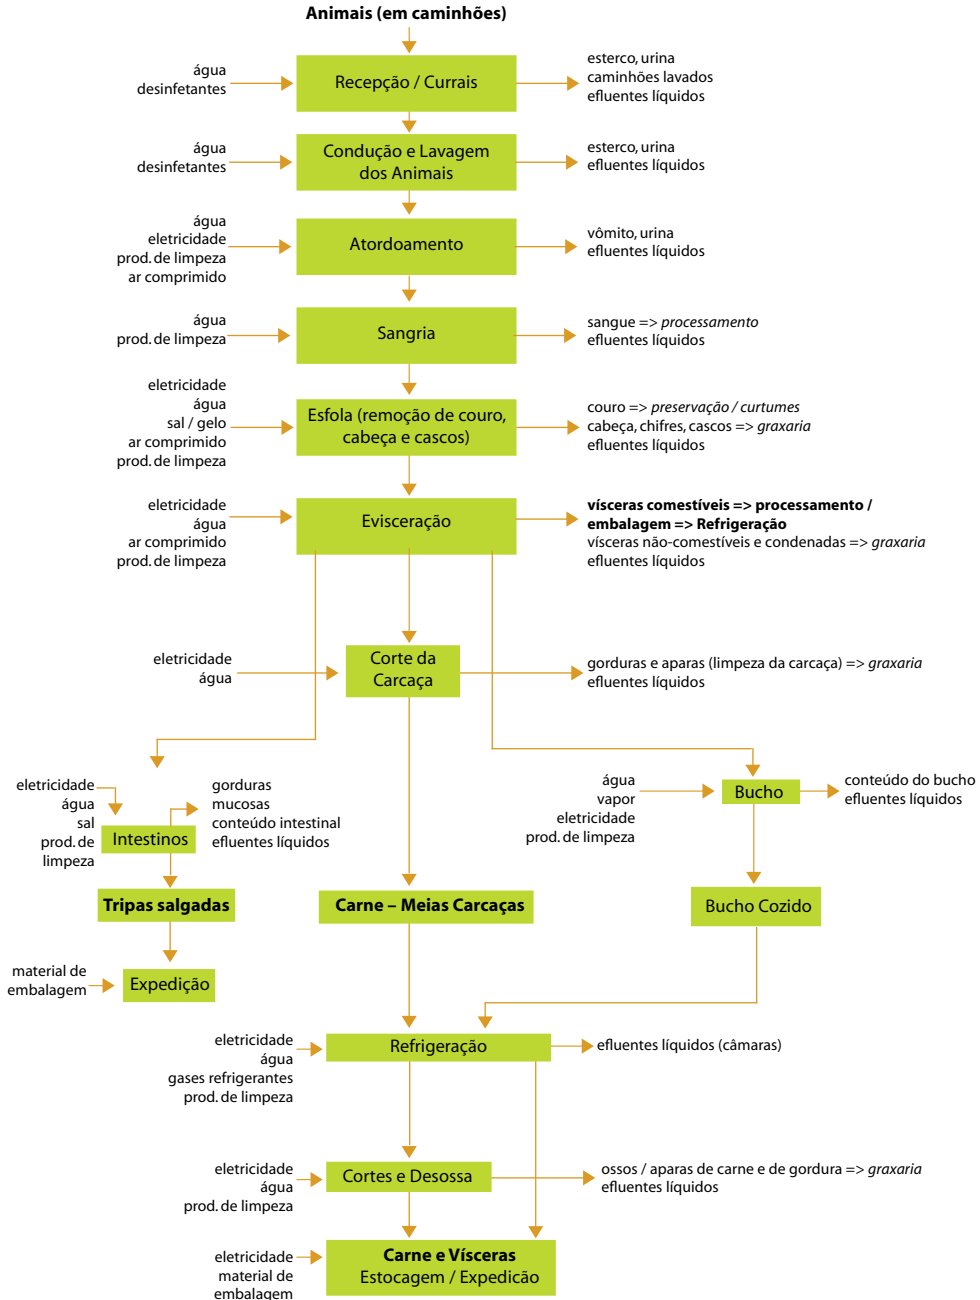 Animais (em caminhões)
água
desinfetantes
Recepção / Currais
esterco, urina
caminhões lavados
efluentes líquidos
água
desinfetantes
Condução e Lavagem
dos Animais
esterco, urina
efluentes líquidos
água
eletricidade
prod. de limpeza
ar comprimido
Atordoamento
vômito, urina
efluentes líquidos
água
prod. de limpeza
Sangria
sangue => processamento
efluentes líquidos
eletricidade
água
sal / gelo
ar comprimido
prod. de limpeza
Esfola (remoção de couro,
cabeça e cascos)
couro => preservação / curtumes
cabeça, chifres, cascos => graxaria
efluentes líquidos
eletricidade
água
ar comprimido
prod. de limpeza
Evisceração
vísceras comestíveis => processamento /
embalagem => Refrigeração
vísceras não-comestíveis e condenadas => graxaria
efluentes líquidos
eletricidade
água
Corte da
Carcaça
gorduras e aparas (limpeza da carcaça) => graxaria
efluentes líquidos
eletricidade
água
sal
prod. de
limpeza
Intestinos
gorduras
mucosas
conteúdo intestinal
efluentes líquidos
água
vapor
eletricidade
prod. de limpeza
Bucho
conteúdo do bucho
efluentes líquidos
Tripas salgadas
Carne – Meias Carcaças
Bucho Cozido
material de
embalagem
Expedição
eletricidade
água
gases refrigerantes
prod. de limpeza
Refrigeração
efluentes líquidos (câmaras)
eletricidade
água
prod. de limpeza
Cortes e Desossa
ossos / aparas de carne e de gordura => graxaria
efluentes líquidos
eletricidade
material de
embalagem
Carne e Vísceras
Estocagem / Expedicão